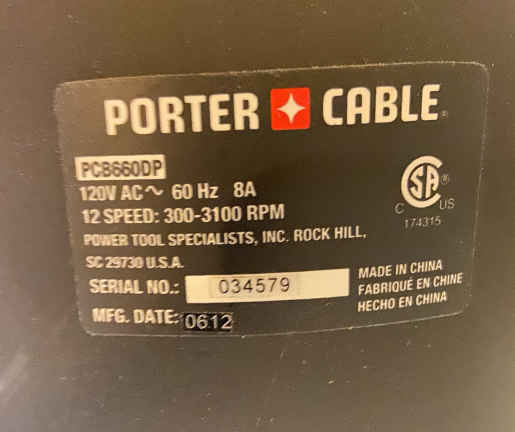 PORTER CABLE®
PCB660DP
120V AC~ 60 Hz 8A
12 SPEED: 300-3100 RPM
POWER TOOL SPECIALISTS, INC. ROCK HILL,
SC 29730 U.S.A.
SERIAL NO.: 034579
MFG. DATE: 0612
SA®
C US
174315
MADE IN CHINA
FABRIQUÉ EN CHINE
HECHO EN CHINA